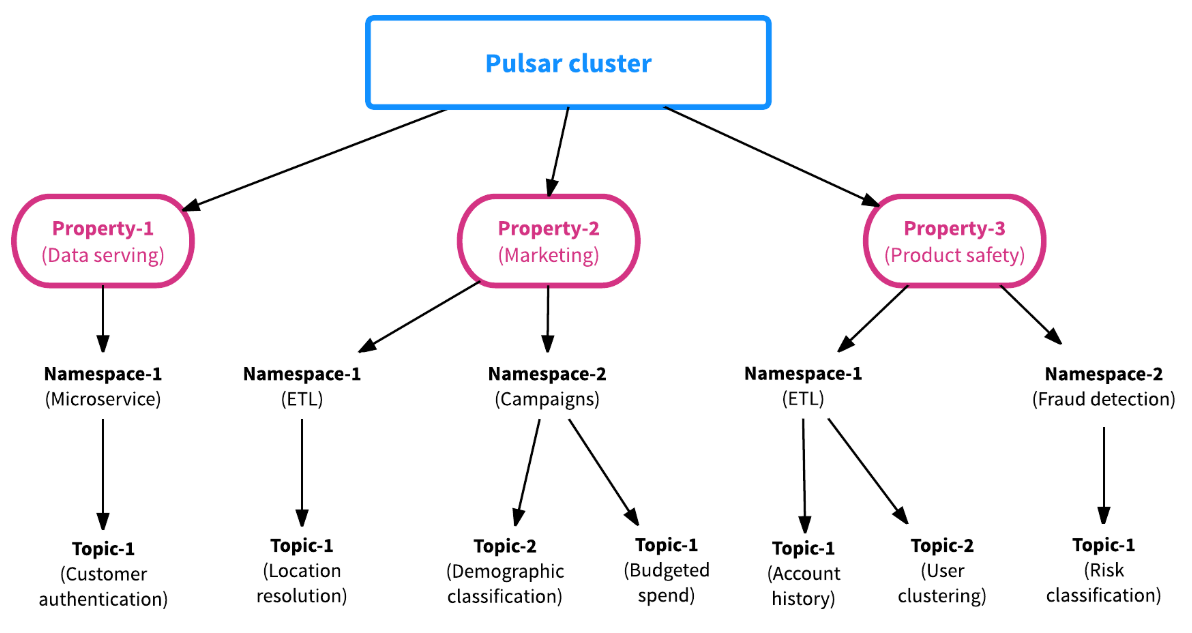 Pulsar cluster
Property-1
(Data serving)
Property-2
(Marketing)
Property-3
(Product safety)
Namespace-1
(Microservice)
Namespace-1
(ETL)
Namespace-2
(Campaigns)
Namespace-1
(ETL)
Namespace-2
(Fraud detection)
Topic-1
(Customer
authentication)
Topic-1
(Location
resolution)
Topic-2
(Demographic
classification)
Topic-1
(Budgeted
spend)
Topic-1
(Account
history)
Topic-2
(User
clustering)
Topic-1
(Risk
classification)